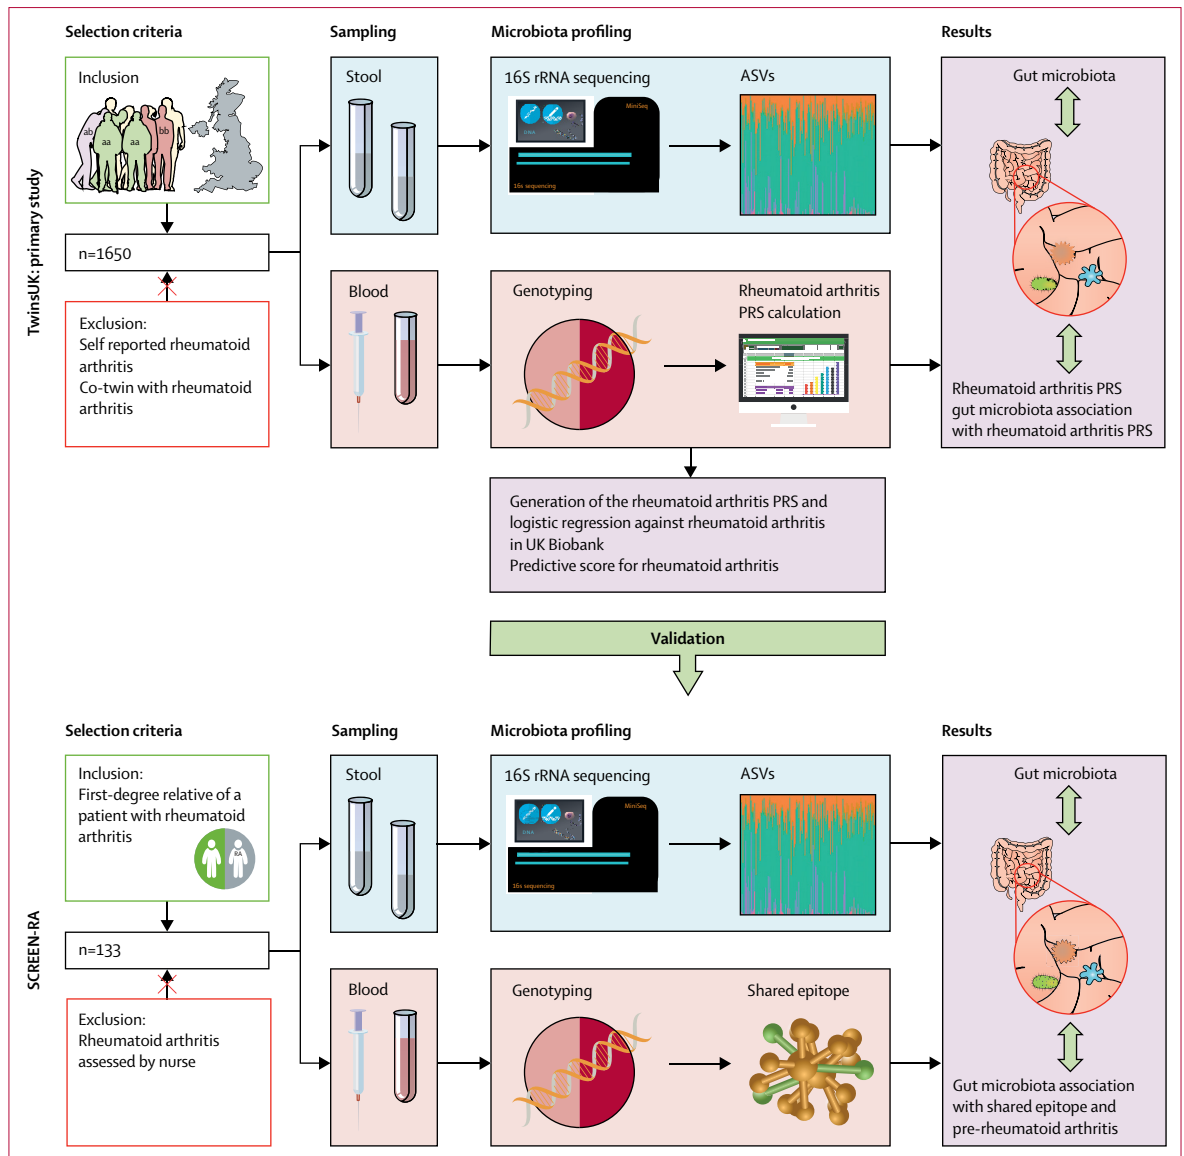 Selection criteria
Sampling
Microbiota profiling
Results
TwinsUK: primary study
Inclusion
ab
aa
aa
bb
n=1650
Exclusion:
Self reported rheumatoid
arthritis
Co-twin with rheumatoid
arthritis
Stool
Blood
16S rRNA sequencing
MiniSeq
DNA
16s sequencing
ASVs
Genotyping
Rheumatoid arthritis
PRS calculation
Gut microbiota
Rheumatoid arthritis PRS
gut microbiota association
with rheumatoid arthritis PRS
Generation of the rheumatoid arthritis PRS and
logistic regression against rheumatoid arthritis
in UK Biobank
Predictive score for rheumatoid arthritis
Validation
Selection criteria
Sampling
Microbiota profiling
Results
SCREEN-RA
Inclusion:
First-degree relative of a
patient with rheumatoid
arthritis
RA
n=133
Exclusion:
Rheumatoid arthritis
assessed by nurse
Stool
Blood
16S rRNA sequencing
MiniSeq
DNA
16s sequencing
ASVs
Genotyping
Shared epitope
Gut microbiota
Gut microbiota association
with shared epitope and
pre-rheumatoid arthritis